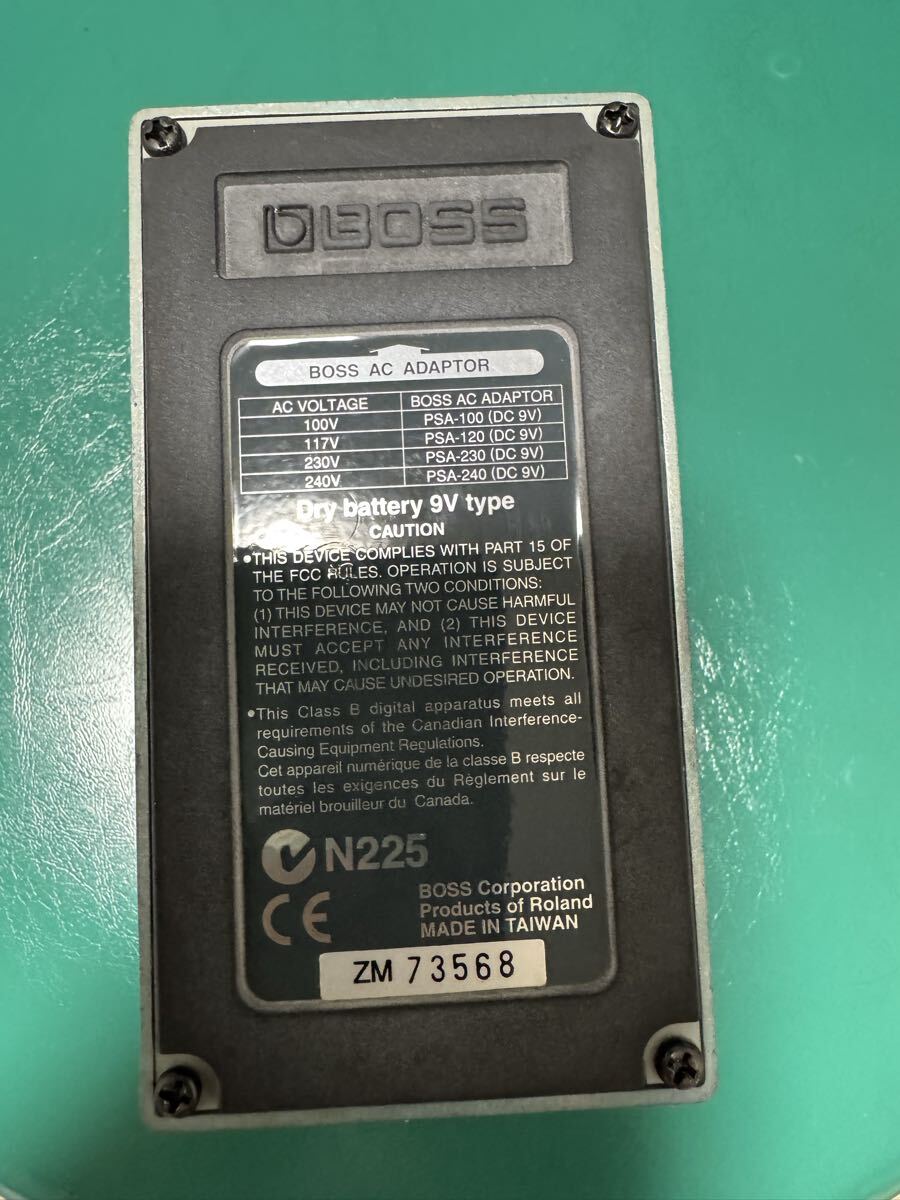 BOSS
BOSS AC ADAPTOR
AC VOLTAGE BOSS AC ADAPTOR
100V PSA-100 (DC 9V)
117V PSA-120 (DC 9V)
230V PSA-230 (DC 9V)
240V PSA-240 (DC 9V)
Dry battery 9V type
CAUTION
•THIS DEVICE COMPLIES WITH PART 15 OF
THE FCC RULES. OPERATION IS SUBJECT
TO THE FOLLOWING TWO CONDITIONS:
(1) THIS DEVICE MAY NOT CAUSE HARMFUL
INTERFERENCE, AND (2) THIS DEVICE
MUST ACCEPT ANY INTERFERENCE
RECEIVED, INCLUDING INTERFERENCE
THAT MAY CAUSE UNDESIRED OPERATION.
•This Class B digital apparatus meets all
requirements of the Canadian Interference-
Causing Equipment Regulations.
Cet appareil numérique de la classe B respecte
toutes les exigences du Règlement sur le
matériel brouilleur du Canada.
N225
CE
BOSS Corporation
Products of Roland
MADE IN TAIWAN
ZM 73568